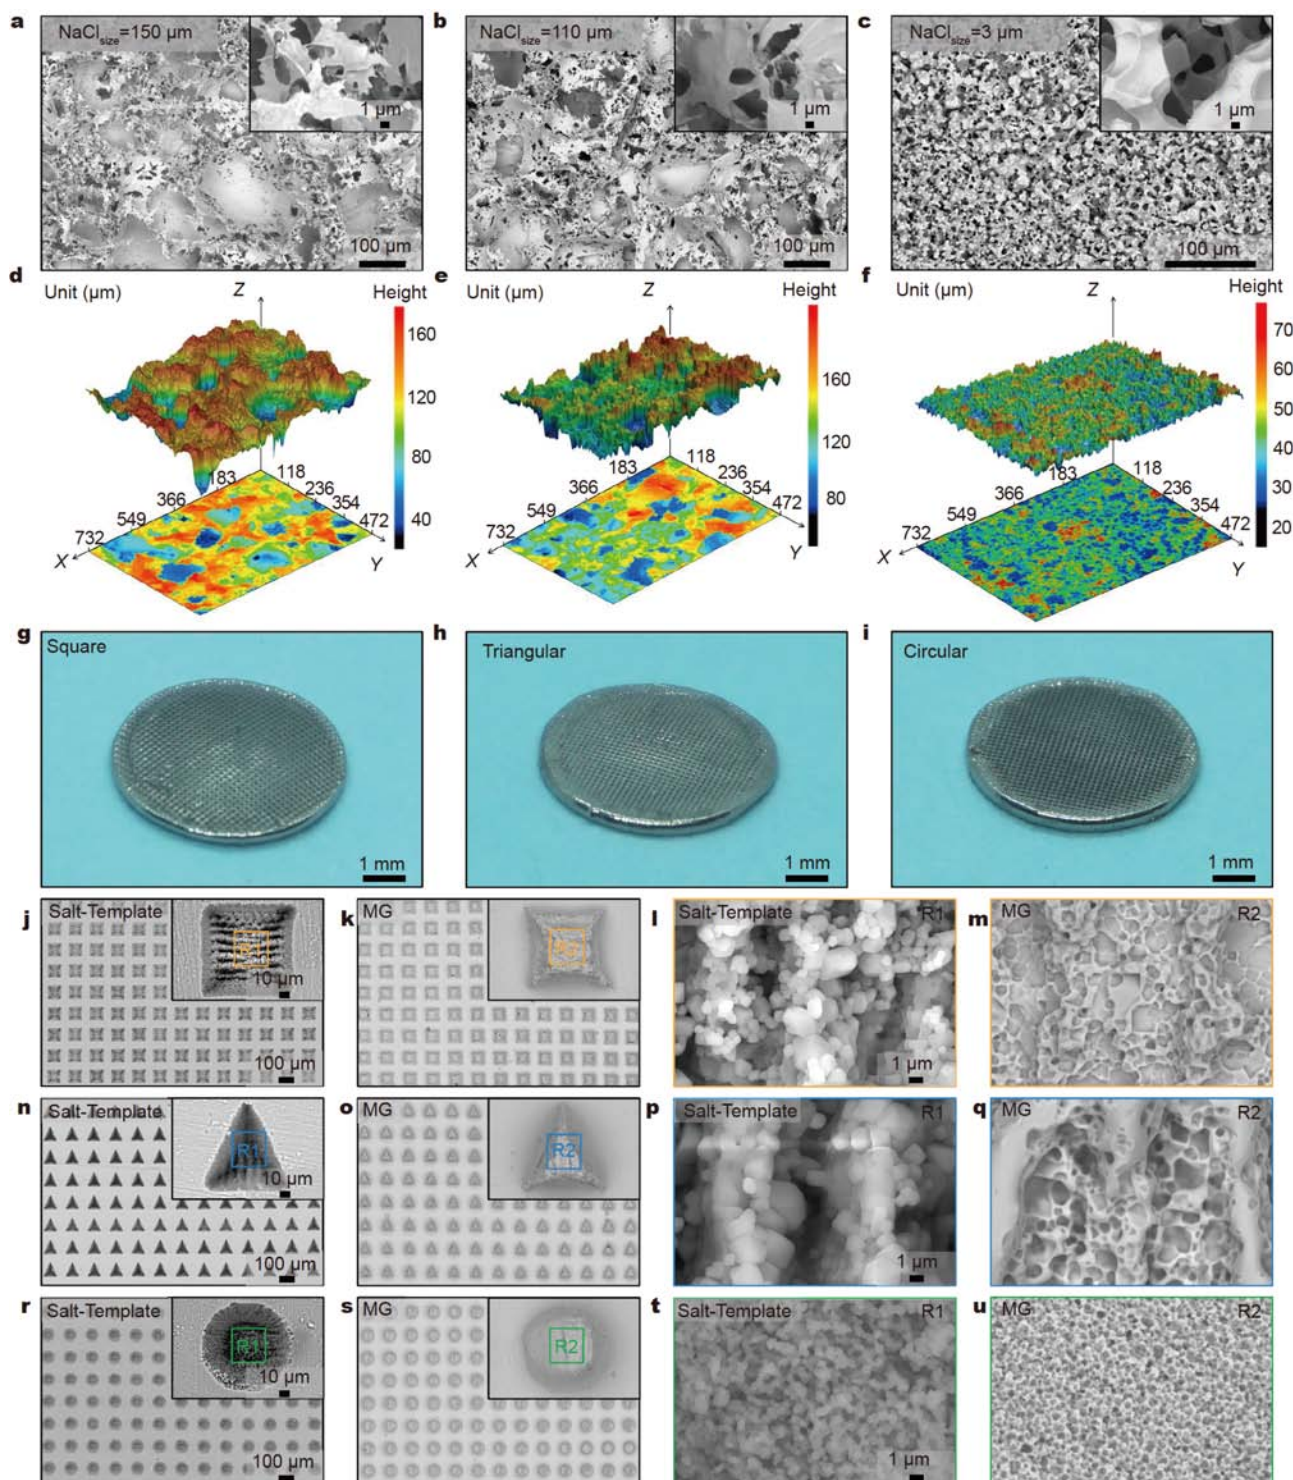 a
NaCl size=150 μm
1 μm
100 μm
b
NaCl size=110 μm
1 μm
100 μm
c
NaCl size=3 μm
1 μm
100 μm
d
Unit (μm)
Z
Height
160
120
80
40
183
366
549
732
118
236
354
472
X
Y
e
Unit (μm)
Z
Height
160
120
80
183
366
549
732
118
236
354
472
X
Y
f
Unit (μm)
Z
Height
70
60
50
40
30
20
183
366
549
732
118
236
354
472
X
Y
g
Square
1 mm
h
Triangular
1 mm
i
Circular
1 mm
j
Salt-Template
R1
10 μm
100 μm
k
MG
R2
l
Salt-Template
R1
1 μm
m
MG
R2
n
Salt-Template
R1
10 μm
100 μm
o
MG
R2
p
Salt-Template
R1
1 μm
q
MG
R2
r
Salt-Template
R1
10 μm
100 μm
s
MG
R2
t
Salt-Template
R1
1 μm
u
MG
R2